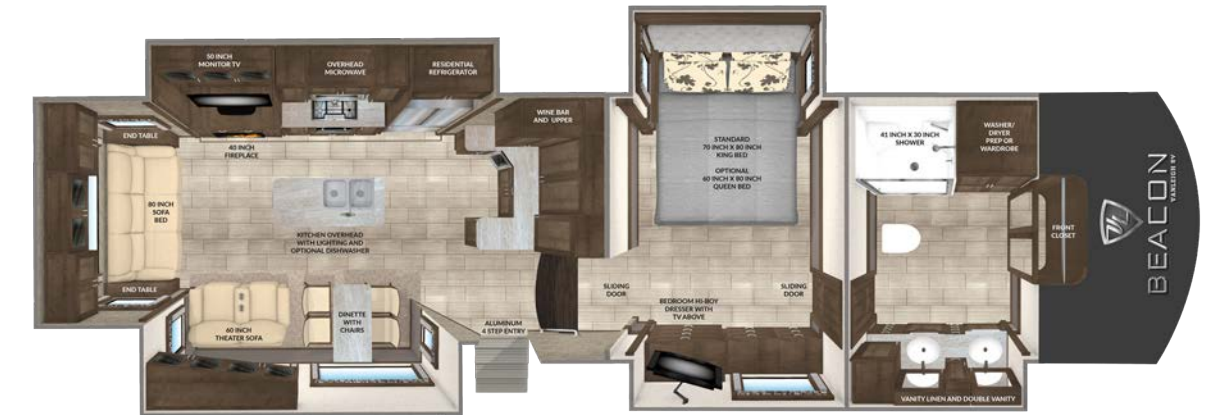 50 INCH
MONITOR TV
OVERHEAD
MICROWAVE
RESIDENTIAL
REFRIGERATOR
WINE BAR
AND UPPER
END TABLE
40 INCH
FIREPLACE
80 INCH
SOFA
BED
KITCHEN OVERHEAD
WITH LIGHTING AND
OPTIONAL DISHWASHER
END TABLE
60 INCH
THEATER SOFA
DINETTE
WITH
CHAIRS
ALUMINUM
4 STEP ENTRY
STANDARD
70 INCH X 80 INCH
KING BED
OPTIONAL
60 INCH X 80 INCH
QUEEN BED
SLIDING
DOOR
BEDROOM HI-BOY
DRESSER WITH
TV ABOVE
SLIDING
DOOR
41 INCH X 30 INCH
SHOWER
WASHER/
DRYER
PREP OR
WARDROBE
FRONT
CLOSET
VANITY LINEN AND DOUBLE VANITY
BEACON
VANLEIGH RV